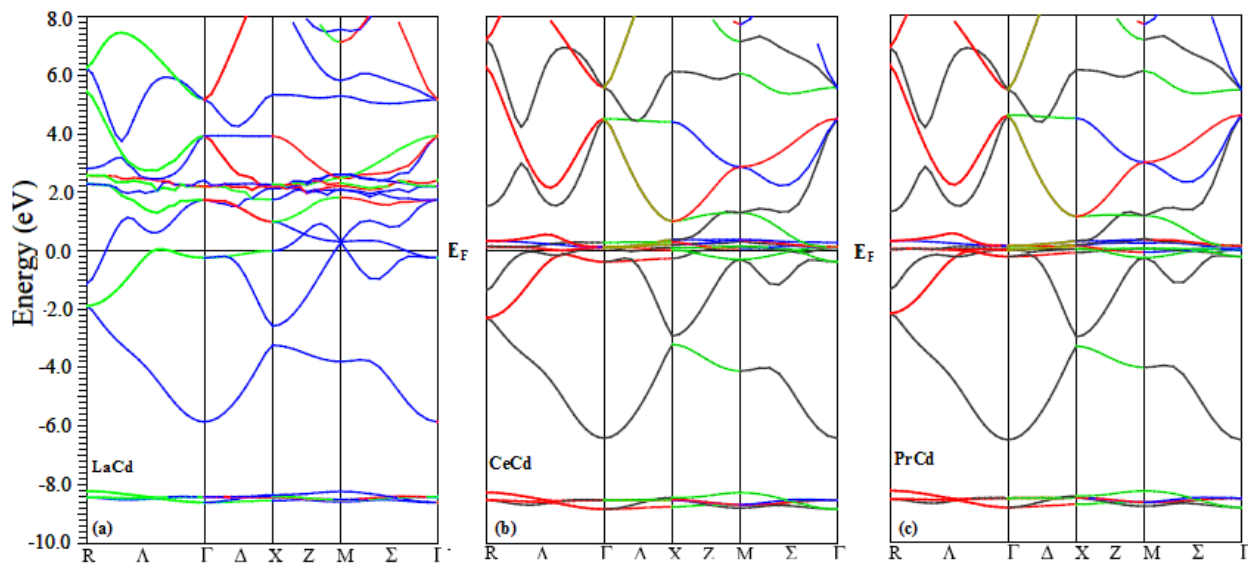 8.0
6.0
4.0
2.0
0.0
-2.0
-4.0
-6.0
-8.0
-10.0
Energy (eV)
LaCd
(a)
R Λ Γ Δ X Z M Σ Γ
E_F
CeCd
(b)
R Λ Γ Λ X Z M Σ Γ
E_F
PrCd
(c)
R Λ Γ Δ X Z M Σ Γ